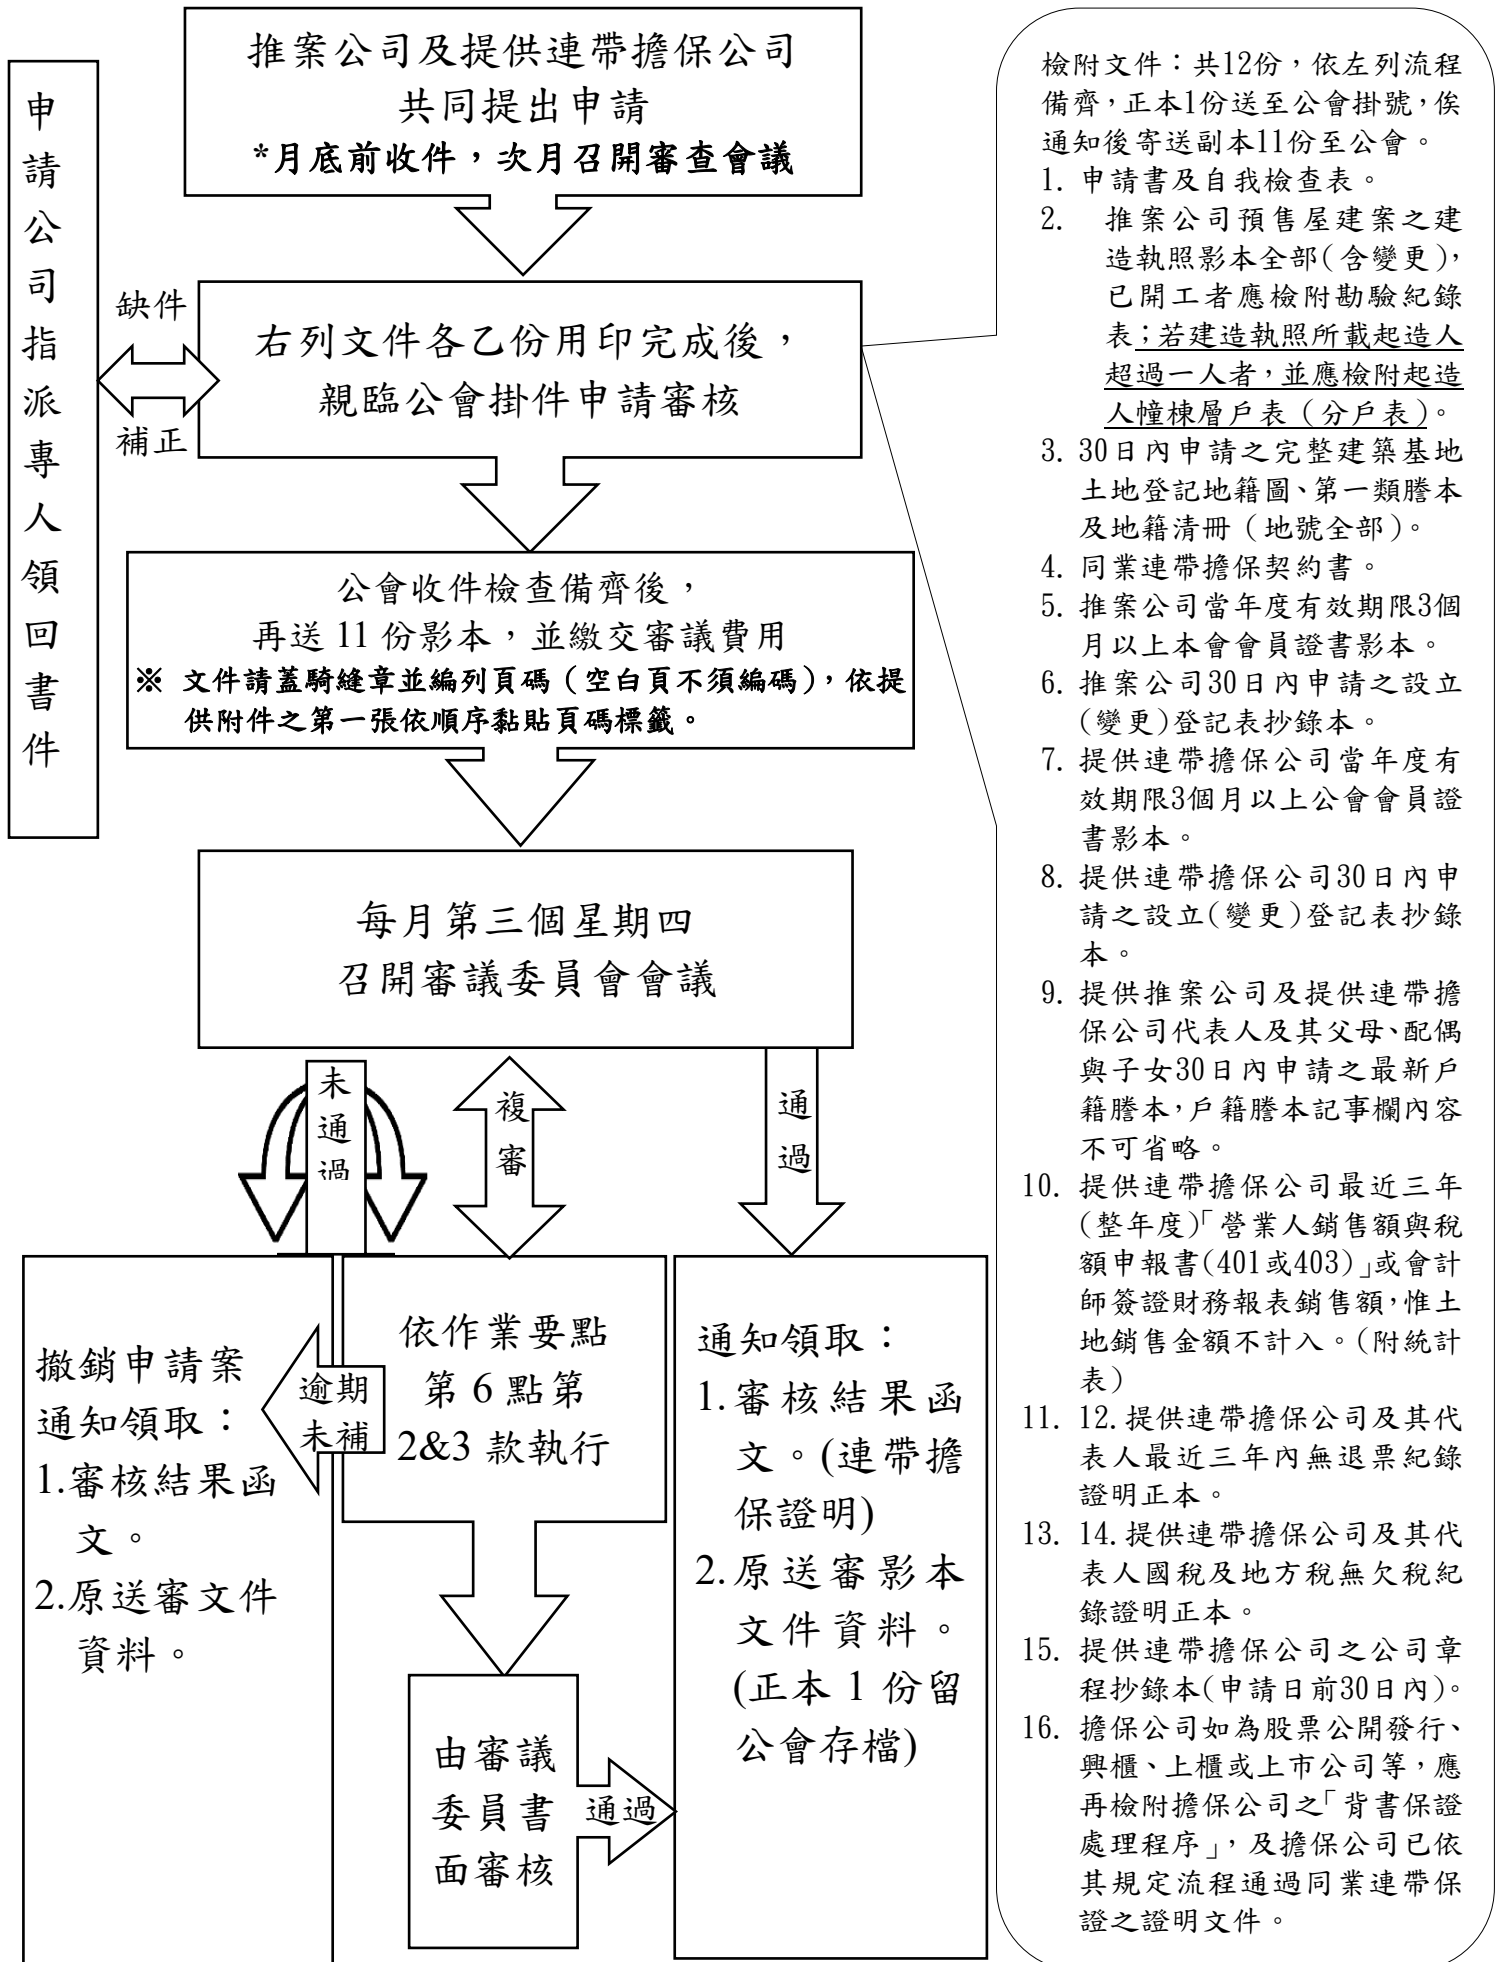 推案公司及提供連帶擔保公司
共同提出申請
*月底前收件，次月召開審查會議
申請公司指派專人領回書件
缺件
補正
右列文件各乙份用印完成後，
親臨公會掛件申請審核
公會收件檢查備齊後，
再送 11 份影本，並繳交審議費用
※ 文件請蓋騎縫章並編列頁碼（空白頁不須編碼），依提
供附件之第一張依順序黏貼頁碼標籤。
每月第三個星期四
召開審議委員會會議
未通過
複審
通過
撤銷申請案
通知領取：
1.審核結果函
文。
2.原送審文件
資料。
逾期
未補
依作業要點
第 6 點第
2&3 款執行
由審議
委員書
面審核
通過
通知領取：
1.審核結果函
文。(連帶擔
保證明)
2.原送審影本
文件資料。
(正本 1 份留
公會存檔)
檢附文件：共12份，依左列流程
備齊，正本1份送至公會掛號，俟
通知後寄送副本11份至公會。
1. 申請書及自我檢查表。
2. 推案公司預售屋建案之建
造執照影本全部(含變更)，
已開工者應檢附勘驗紀錄
表；若建造執照所載起造人
超過一人者，並應檢附起造
人幢棟層戶表（分戶表）。
3. 30日內申請之完整建築基地
土地登記地籍圖、第一類謄本
及地籍清冊（地號全部）。
4. 同業連帶擔保契約書。
5. 推案公司當年度有效期限3個
月以上本會會員證書影本。
6. 推案公司30日內申請之設立
(變更)登記表抄錄本。
7. 提供連帶擔保公司當年度有
效期限3個月以上公會會員證
書影本。
8. 提供連帶擔保公司30日內申
請之設立(變更)登記表抄錄
本。
9. 提供推案公司及提供連帶擔
保公司代表人及其父母、配偶
與子女30日內申請之最新戶
籍謄本，戶籍謄本記事欄內容
不可省略。
10. 提供連帶擔保公司最近三年
(整年度)「營業人銷售額與稅
額申報書(401或403)」或會計
師簽證財務報表銷售額，惟土
地銷售金額不計入。(附統計
表)
11. 12.提供連帶擔保公司及其代
表人最近三年內無退票紀錄
證明正本。
13. 14.提供連帶擔保公司及其代
表人國稅及地方稅無欠稅紀
錄證明正本。
15. 提供連帶擔保公司之公司章
程抄錄本(申請日前30日內)。
16. 擔保公司如為股票公開發行、
興櫃、上櫃或上市公司等，應
再檢附擔保公司之「背書保證
處理程序」，及擔保公司已依
其規定流程通過同業連帶保
證之證明文件。